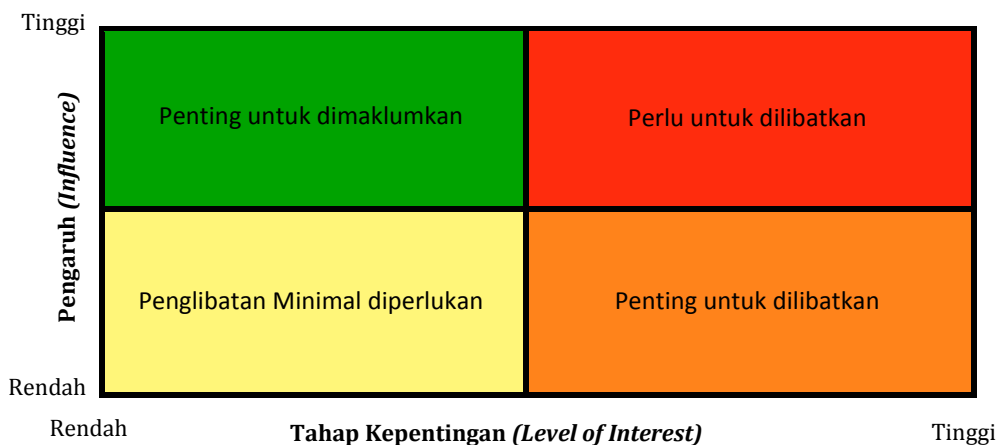 Tinggi
Pengaruh (Influence)
Penting untuk dimaklumkan
Perlu untuk dilibatkan
Penglibatan Minimal diperlukan
Penting untuk dilibatkan
Rendah
Rendah
Tahap Kepentingan (Level of Interest)
Tinggi